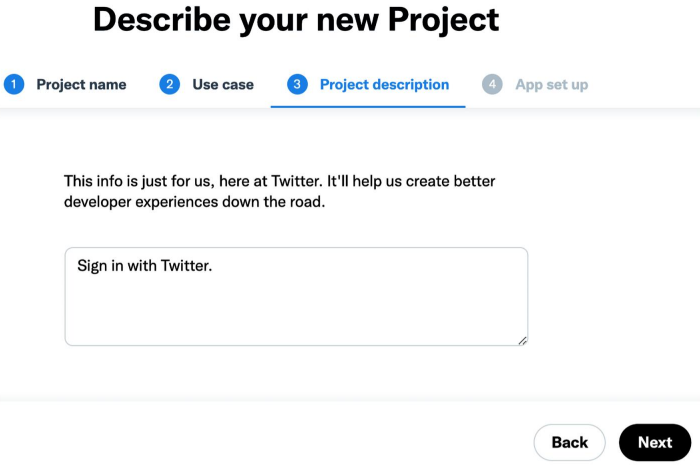 Describe your new Project
1 Project name 2 Use case 3 Project description 4 App set up
This info is just for us, here at Twitter. It'll help us create better
developer experiences down the road.
Sign in with Twitter.
Back Next